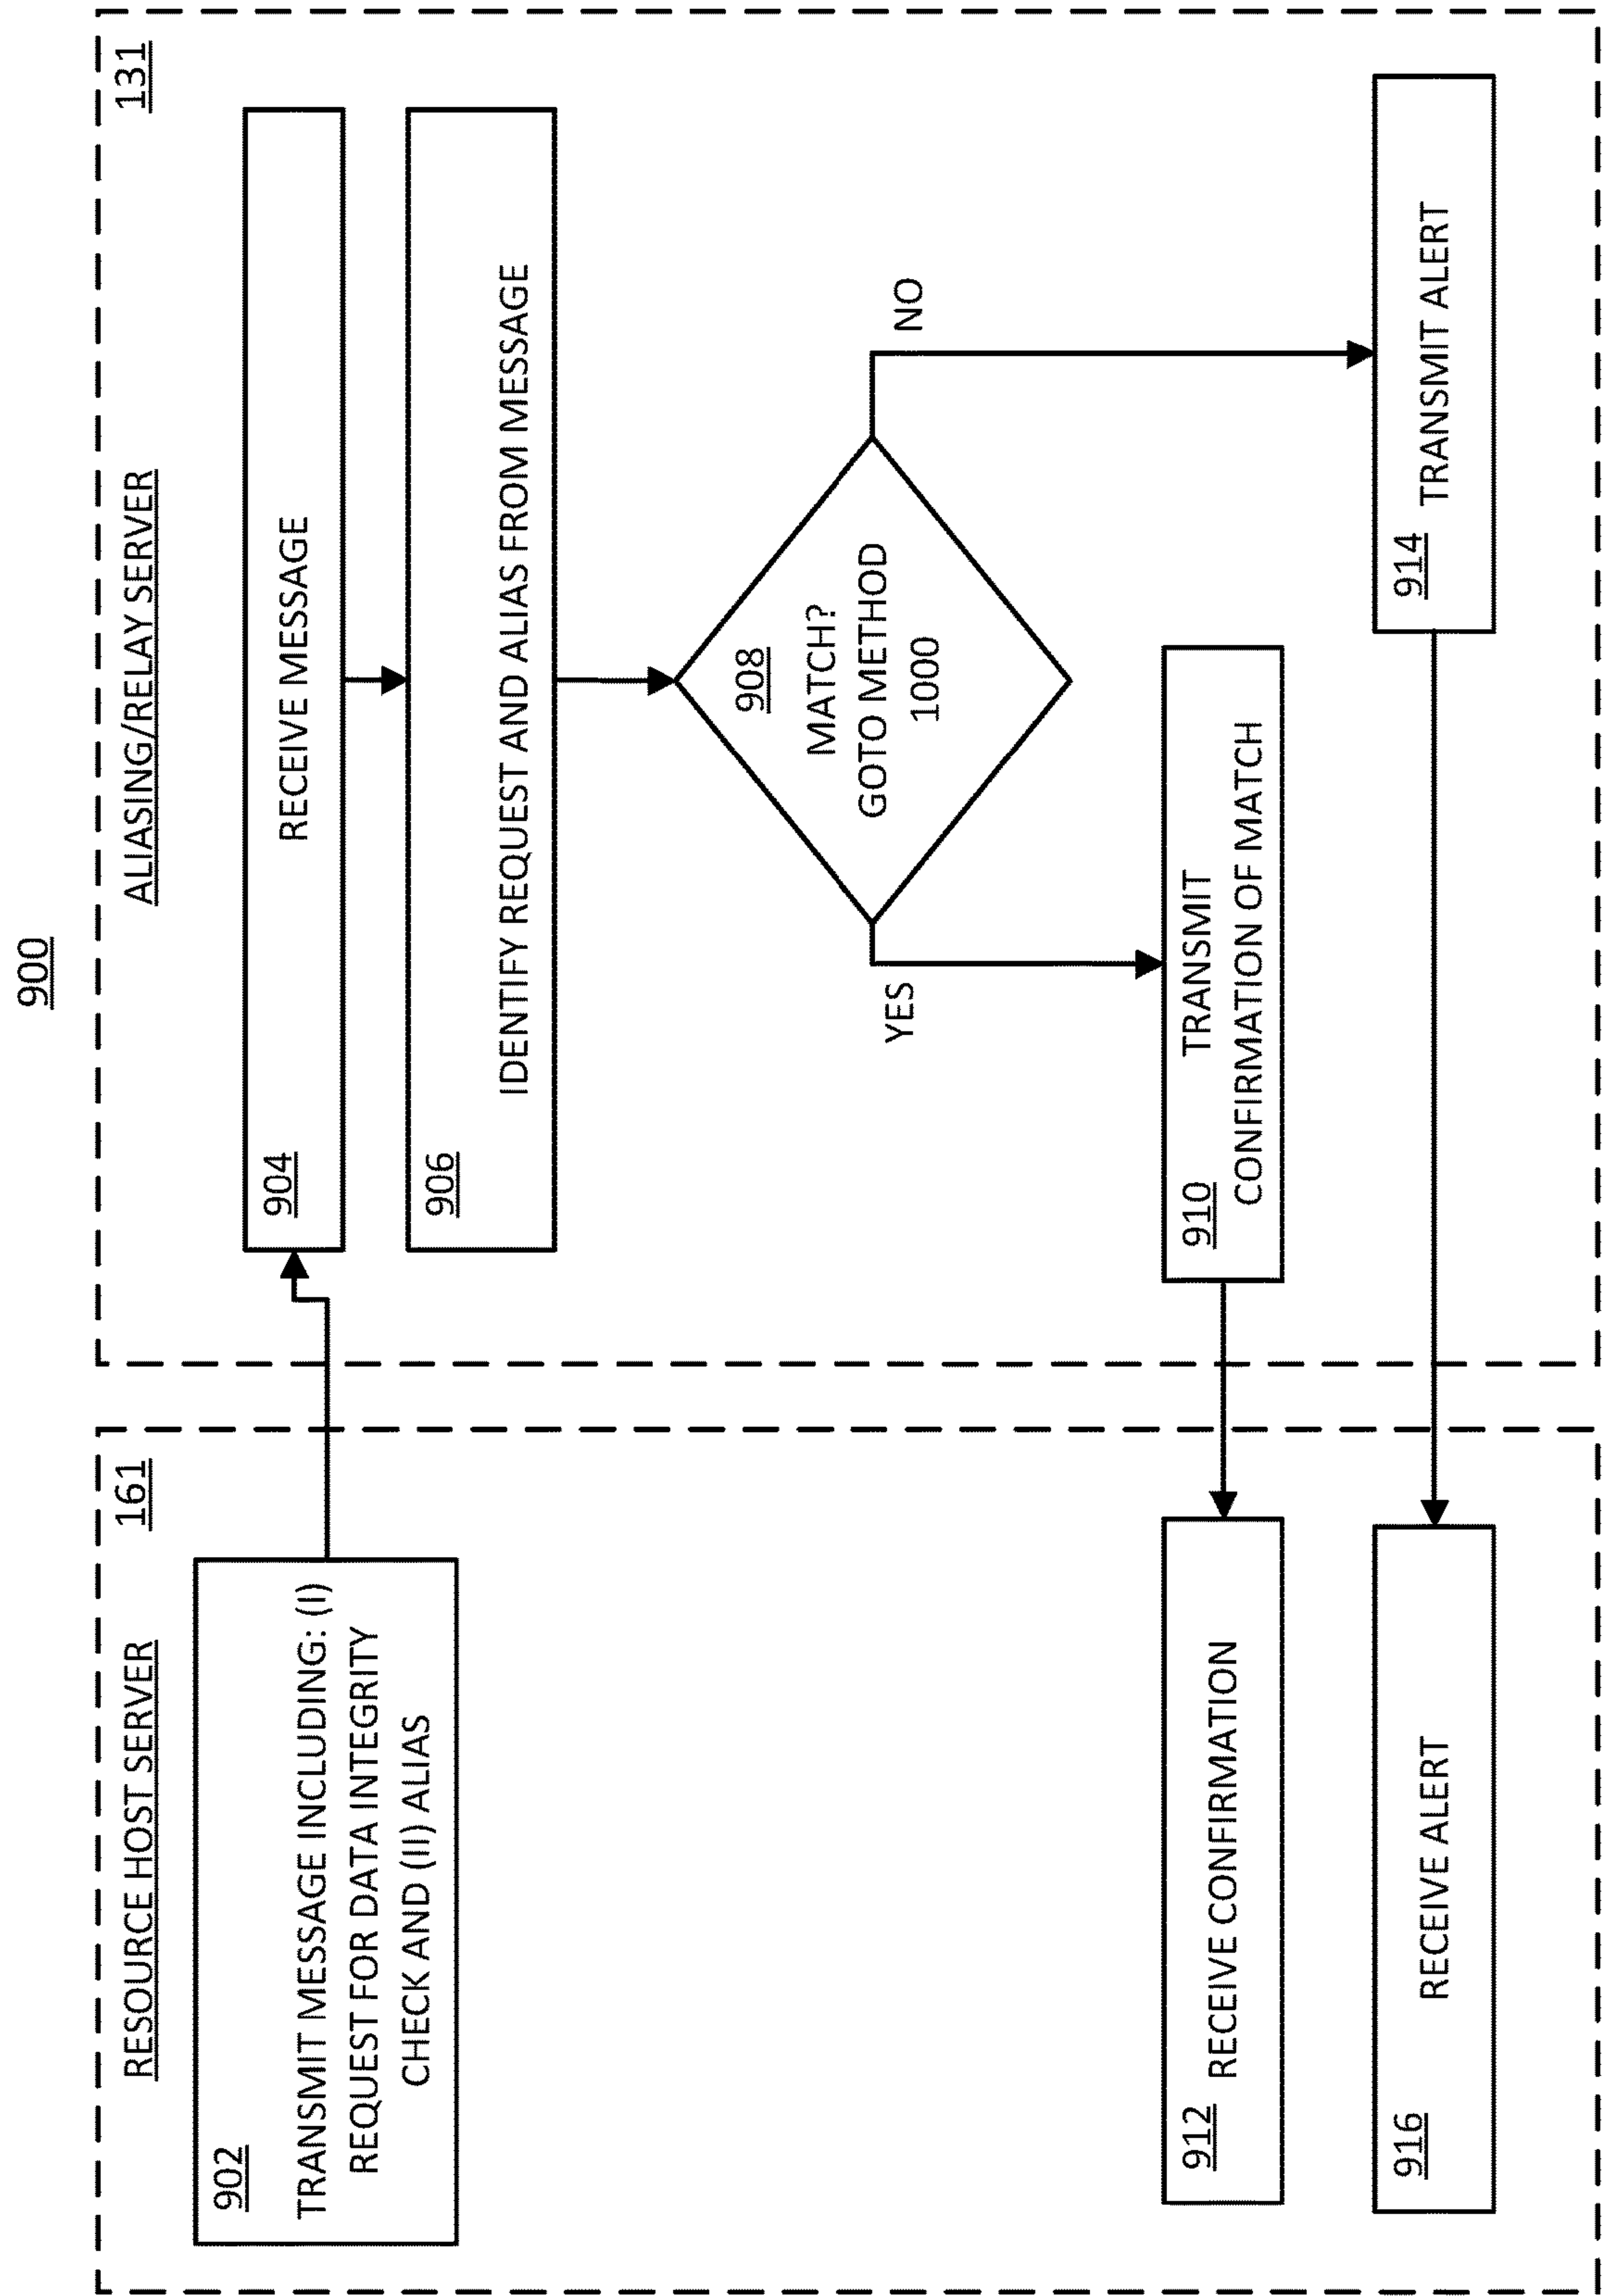 900
RESOURCE HOST SERVER
161
902
TRANSMIT MESSAGE INCLUDING: (I)
REQUEST FOR DATA INTEGRITY
CHECK AND (II) ALIAS
912
RECEIVE CONFIRMATION
916
RECEIVE ALERT
ALIASING/RELAY SERVER
131
904
RECEIVE MESSAGE
906
IDENTIFY REQUEST AND ALIAS FROM MESSAGE
908
MATCH?
GOTO METHOD
1000
YES
NO
910
TRANSMIT
CONFIRMATION OF MATCH
914
TRANSMIT ALERT